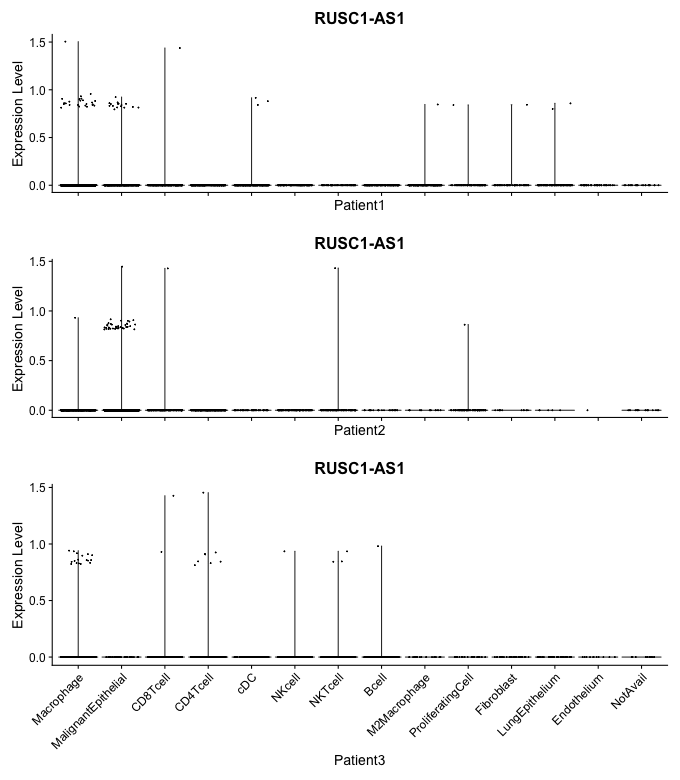 RUSC1-AS1
1.5
1.0
0.5
0.0
Expression Level
Patient1
RUSC1-AS1
1.5
1.0
0.5
0.0
Expression Level
Patient2
RUSC1-AS1
1.5
1.0
0.5
0.0
Expression Level
Macrophage
MalignantEpithelial
CD8Tcell
CD4Tcell
cDC
NKcell
NKTcell
Bcell
M2Macrophage
ProliferatingCell
Fibroblast
LungEpithelium
Endothelium
NotAvail
Patient3